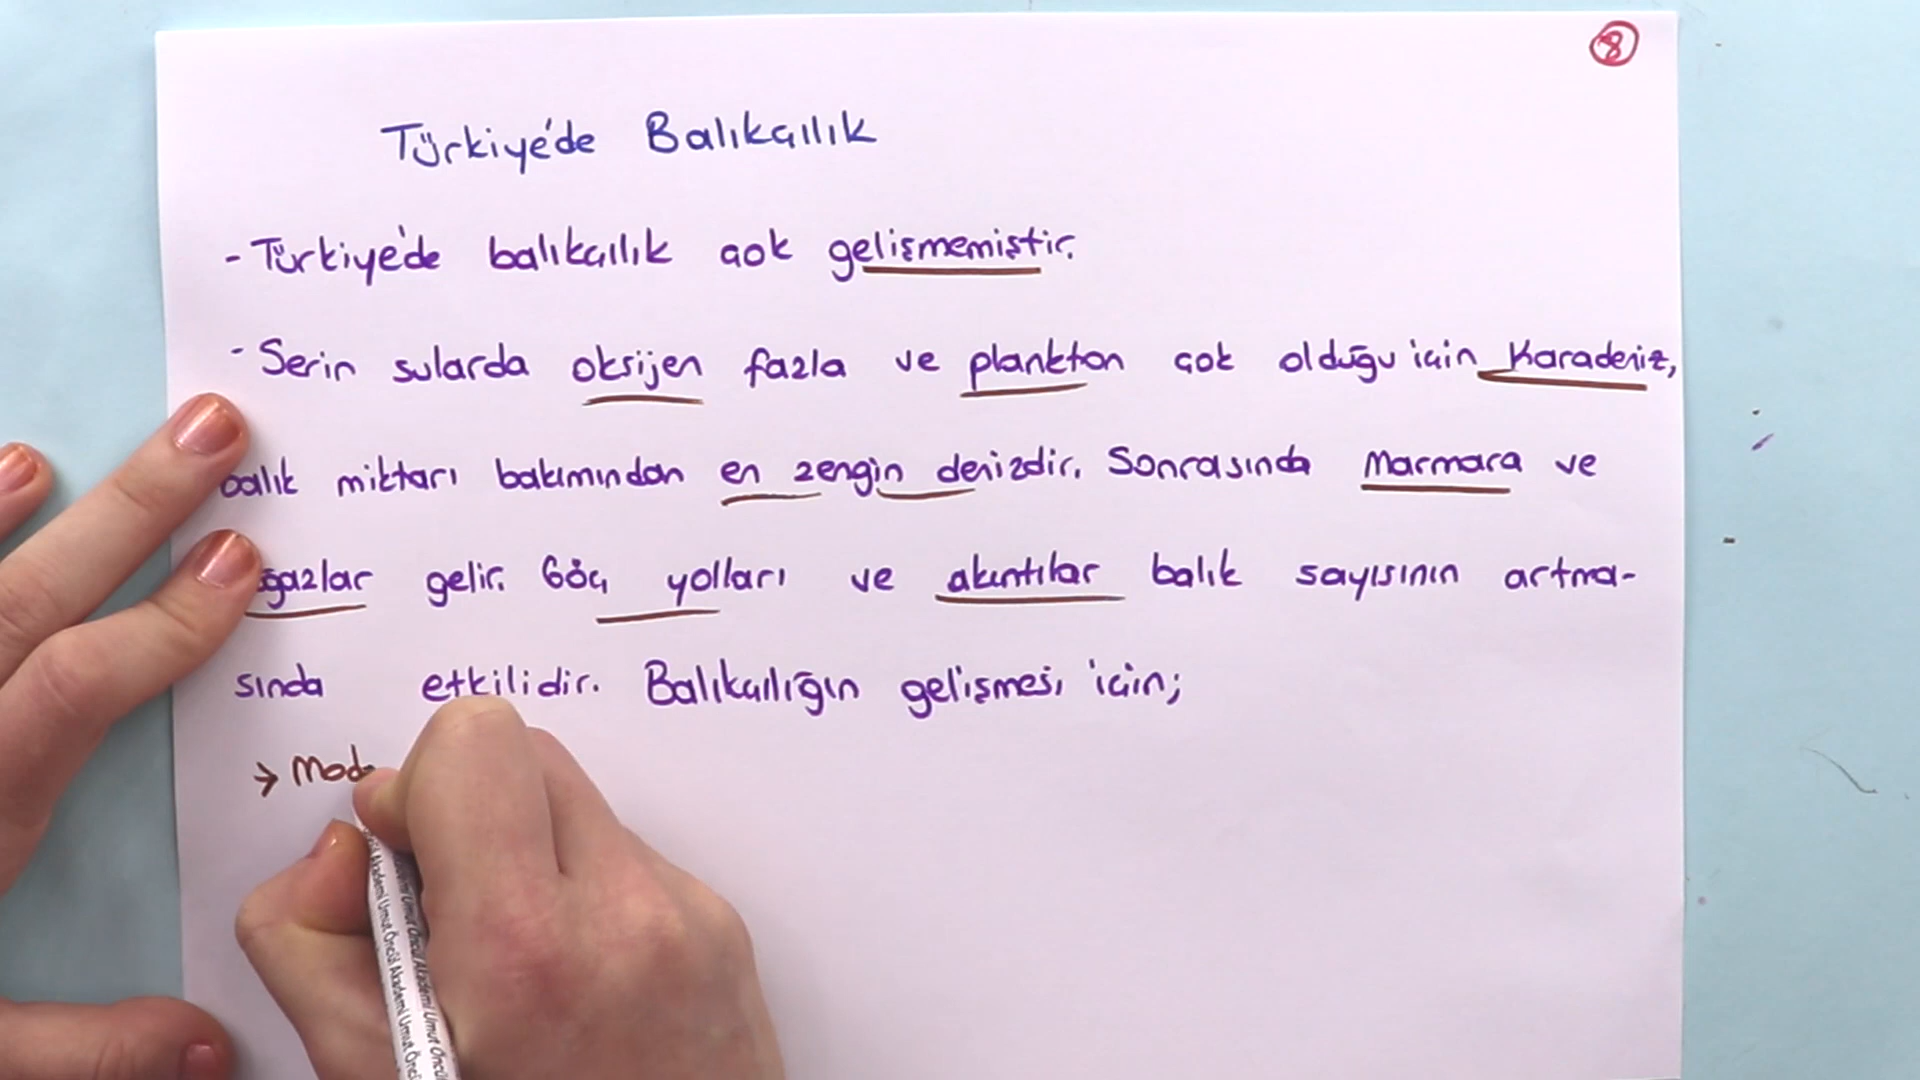 8
Türkiye'de Balıkçılık
- Türkiye'de balıkçılık çok gelişmemiştir.
- Serin sularda oksijen fazla ve plankton çok olduğu için Karadeniz,
balık miktarı bakımından en zengin denizdir. Sonrasında Marmara ve
ğazlar gelir. Göç yolları ve akıntılar balık sayısının artma-
sında etkilidir. Balıkçılığın gelişmesi için;
→ Mod